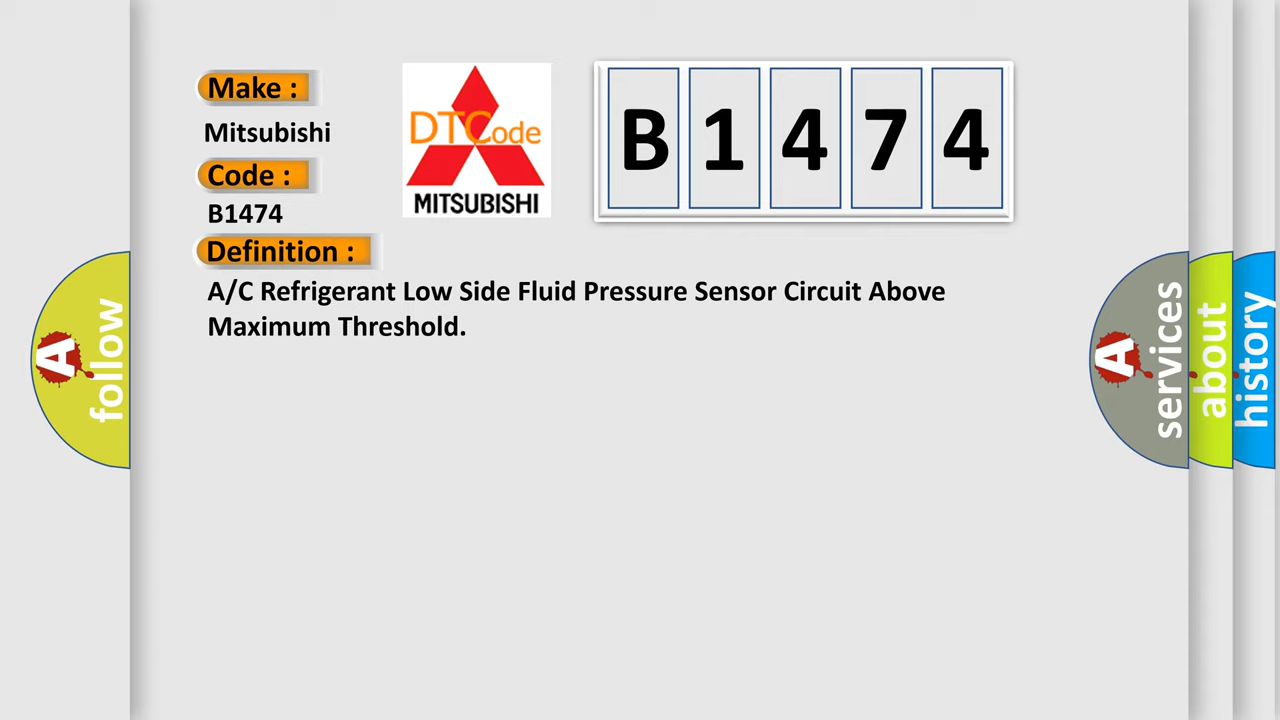 Make :
Mitsubishi
Code :
B1474
Definition :
A/C Refrigerant Low Side Fluid Pressure Sensor Circuit Above
Maximum Threshold.
DTCode
MITSUBISHI
B 1 4 7 4
A
follow
A
services
about
history